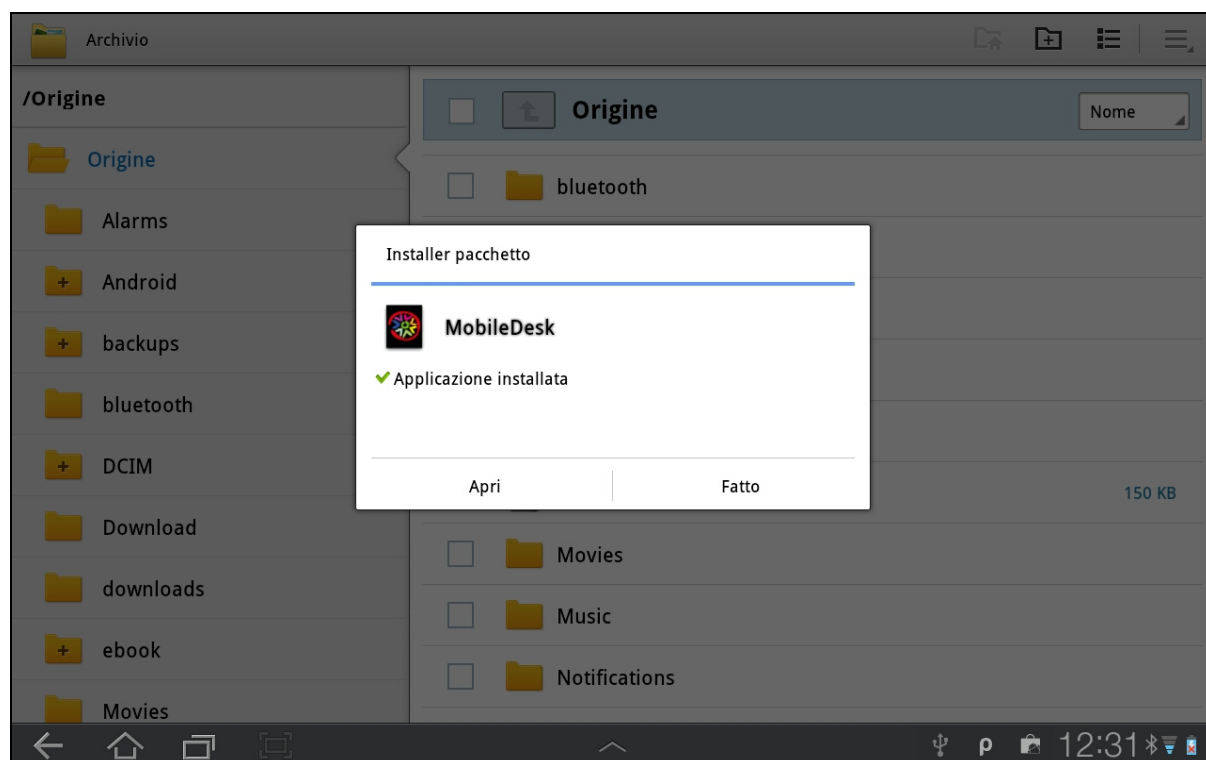 Archivio
/Origine
Origine
Alarms
Android
backups
bluetooth
DCIM
Download
downloads
ebook
Movies
Origine
Nome
bluetooth
Installer pacchetto
MobileDesk
Applicazione installata
Apri
Fatto
150 KB
Movies
Music
Notifications
12:31